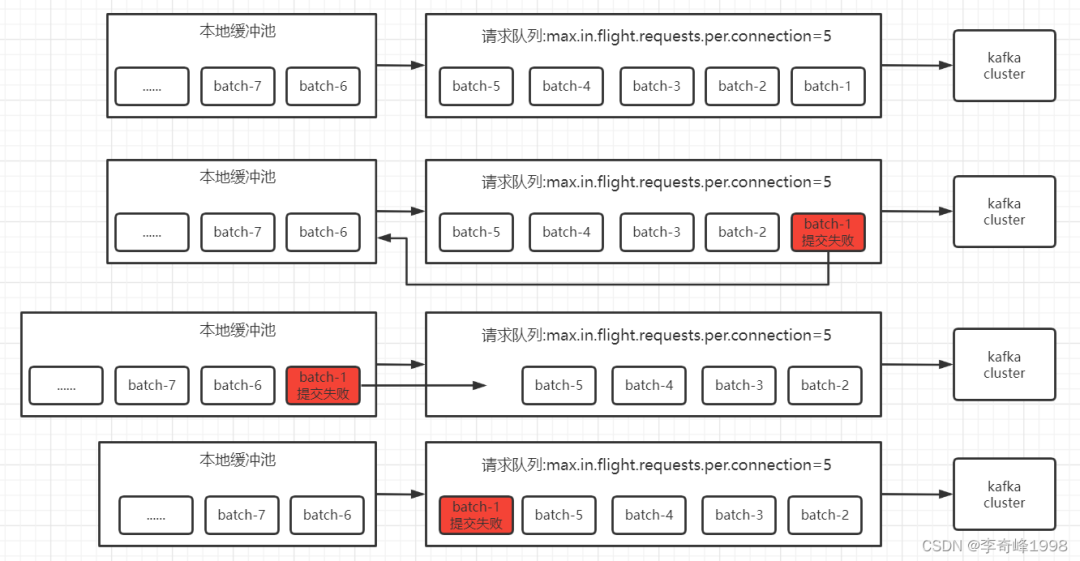 本地缓冲池
请求队列:max.in.flight.requests.per.connection=5
......
batch-7
batch-6
batch-5
batch-4
batch-3
batch-2
batch-1
kafka
cluster
本地缓冲池
请求队列:max.in.flight.requests.per.connection=5
......
batch-7
batch-6
batch-5
batch-4
batch-3
batch-2
batch-1
提交失败
kafka
cluster
本地缓冲池
请求队列:max.in.flight.requests.per.connection=5
......
batch-7
batch-6
batch-1
提交失败
batch-5
batch-4
batch-3
batch-2
kafka
cluster
本地缓冲池
请求队列:max.in.flight.requests.per.connection=5
......
batch-7
batch-6
batch-1
提交失败
batch-5
batch-4
batch-3
batch-2
kafka
cluster
CSDN @李奇峰1998